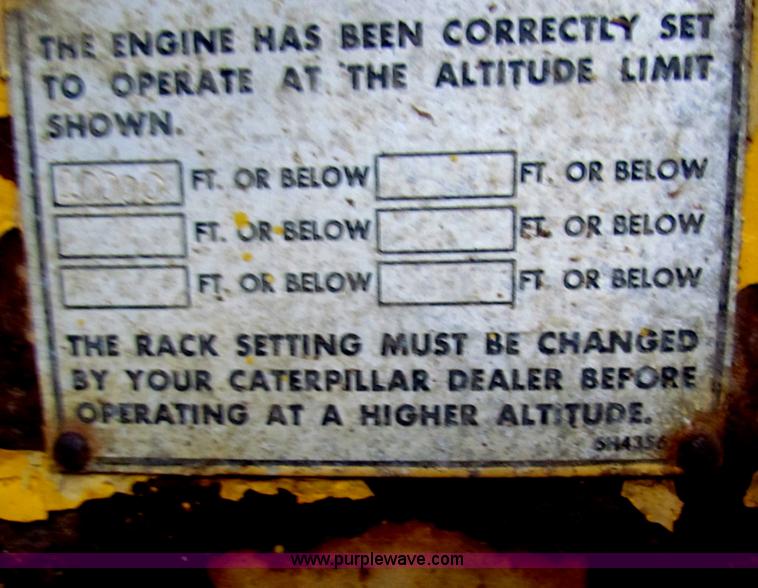 THE ENGINE HAS BEEN CORRECTLY SET
TO OPERATE AT THE ALTITUDE LIMIT
SHOWN.
10000 FT. OR BELOW FT. OR BELOW
FT. OR BELOW FT. OR BELOW
FT. OR BELOW FT. OR BELOW
THE RACK SETTING MUST BE CHANGED
BY YOUR CATERPILLAR DEALER BEFORE
OPERATING AT A HIGHER ALTITUDE.
5H4356
www.purplewave.com